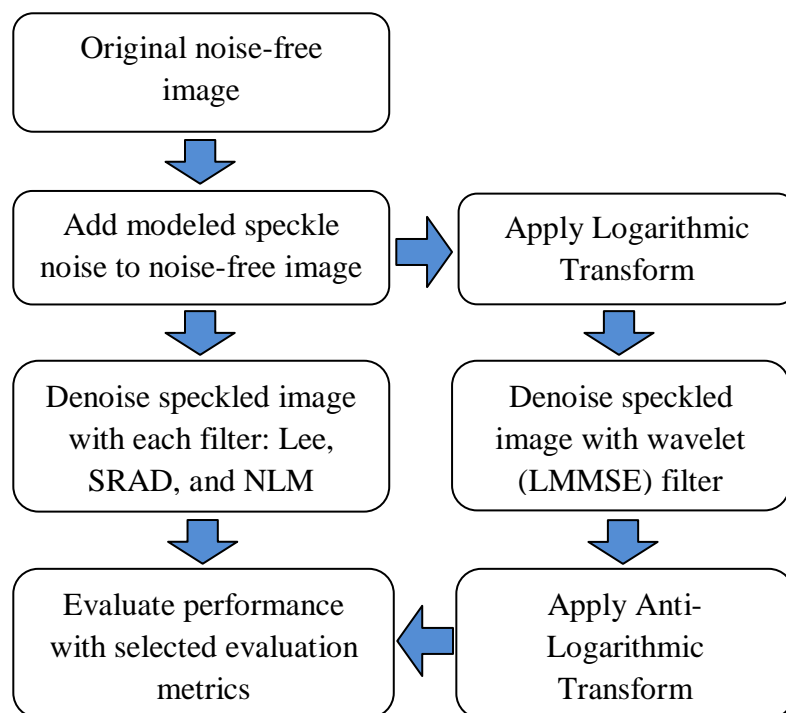 Original noise-free
image
Add modeled speckle
noise to noise-free image
Apply Logarithmic
Transform
Denoise speckled image
with each filter: Lee,
SRAD, and NLM
Denoise speckled
image with wavelet
(LMMSE) filter
Evaluate performance
with selected evaluation
metrics
Apply Anti-
Logarithmic
Transform